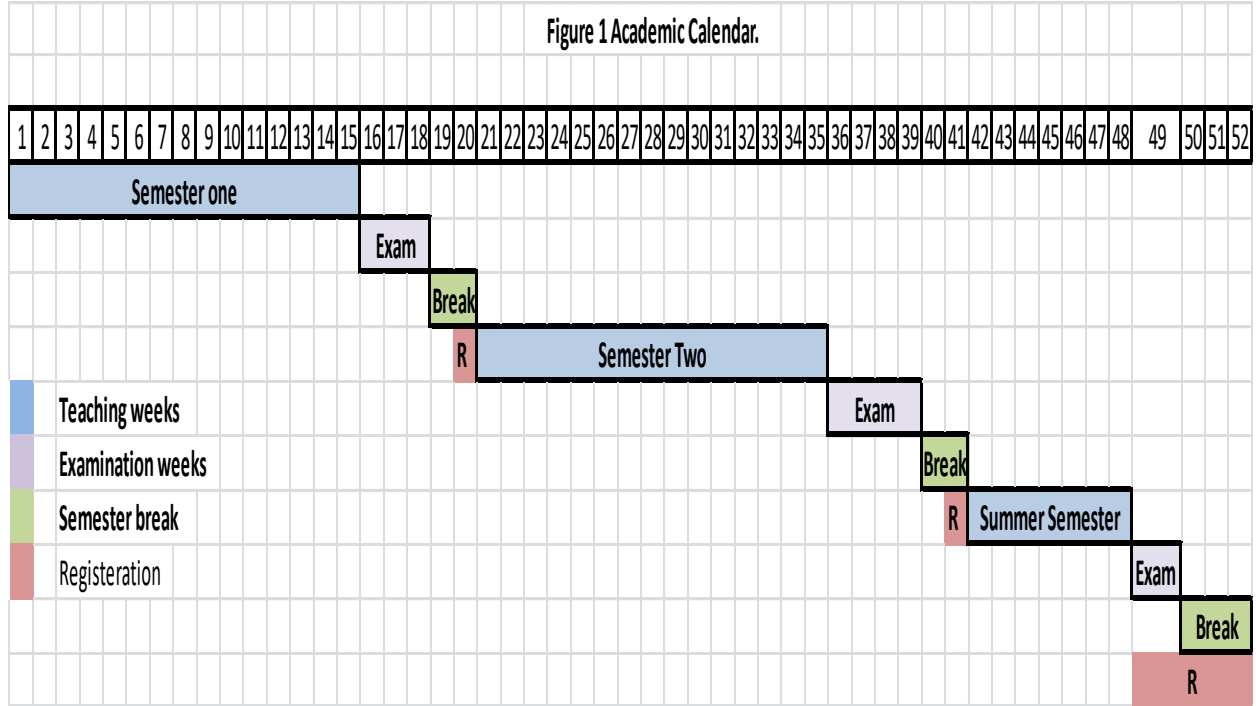 Figure 1 Academic Calendar.
1 2 3 4 5 6 7 8 9 10 11 12 13 14 15 16 17 18 19 20 21 22 23 24 25 26 27 28 29 30 31 32 33 34 35 36 37 38 39 40 41 42 43 44 45 46 47 48 49 50 51 52
Semester one
Exam
Break
R Semester Two
Teaching weeks Exam
Examination weeks Break
Semester break R Summer Semester
Registeration Exam
Break
R